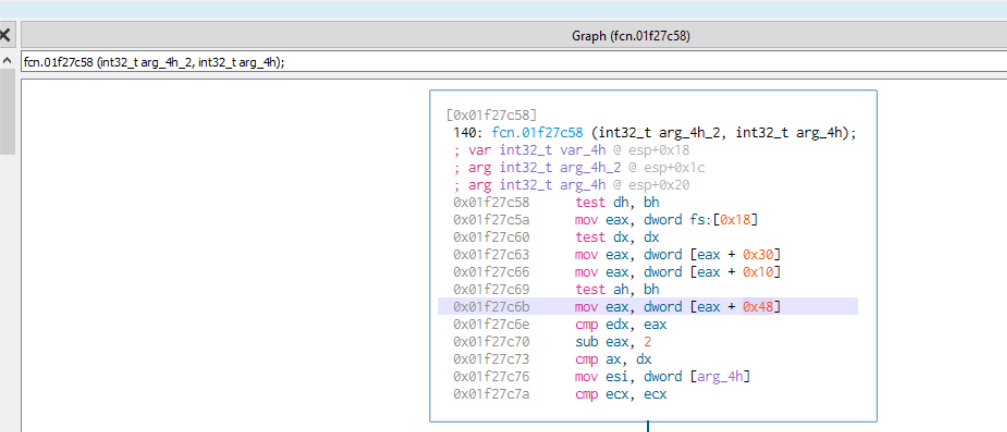 Graph (fcn.01f27c58)
fcn.01f27c58 (int32_t arg_4h_2, int32_t arg_4h);
[0x01f27c58]
140: fcn.01f27c58 (int32_t arg_4h_2, int32_t arg_4h);
; var int32_t var_4h @ esp+0x18
; arg int32_t arg_4h_2 @ esp+0x1c
; arg int32_t arg_4h @ esp+0x20
0x01f27c58 test dh, bh
0x01f27c5a mov eax, dword fs:[0x18]
0x01f27c60 test dx, dx
0x01f27c63 mov eax, dword [eax + 0x30]
0x01f27c66 mov eax, dword [eax + 0x10]
0x01f27c69 test ah, bh
0x01f27c6b mov eax, dword [eax + 0x48]
0x01f27c6e cmp edx, eax
0x01f27c70 sub eax, 2
0x01f27c73 cmp ax, dx
0x01f27c76 mov esi, dword [arg_4h]
0x01f27c7a cmp ecx, ecx